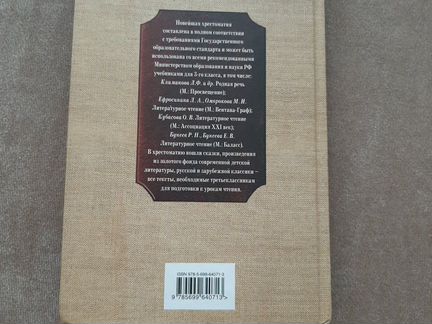 Новейшая хрестоматия
составлена в полном соответствии
с требованиями Государственного
образовательного стандарта и может быть
использована со всеми рекомендованными
Министерством образования и науки РФ
учебниками для 3-го класса, в том числе:
Климанова Л.Ф. и др. Родная речь
(М.: Просвещение);
Ефросинина Л. А., Оморокова М. И.
Литературное чтение (М.: Вентана-Граф);
Кубасова О. В. Литературное чтение
(М.: Ассоциация XXI век);
Бунеев Р. Н., Бунеева Е. В.
Литературное чтение (М.: Баласс).
В хрестоматию вошли сказки, произведения
из золотого фонда современной детской
литературы, русской и зарубежной классики –
все тексты, необходимые третьеклассникам
для подготовки к урокам чтения.
ISBN 978-5-699-64071-3
9 785699 640713 >